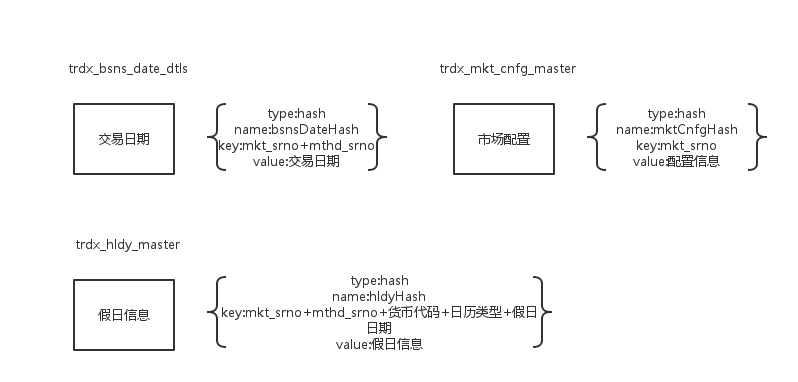 trdx_bsns_date_dtls
交易日期
type:hash
name:bsnsDateHash
key:mkt_srno+mthd_srno
value:交易日期
trdx_mkt_cnfg_master
市场配置
type:hash
name:mktCnfgHash
key:mkt_srno
value:配置信息
trdx_hldy_master
假日信息
type:hash
name:hldyHash
key:mkt_srno+mthd_srno+货币代码+日历类型+假日
日期
value:假日信息